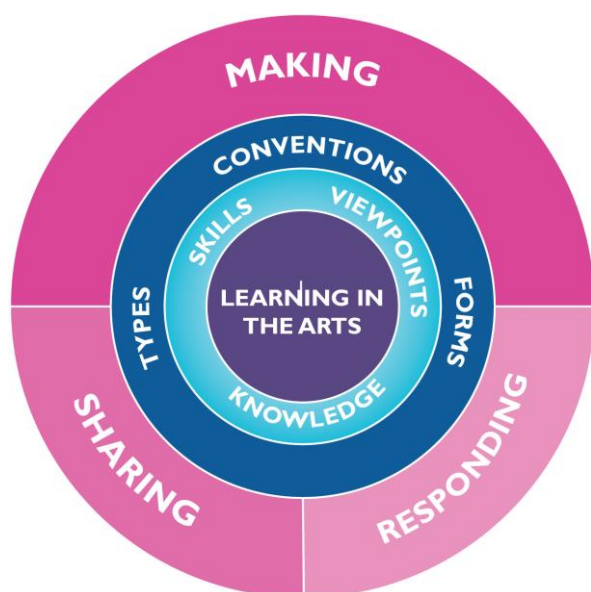 MAKING
CONVENTIONS
SKILLS
VIEWPOINTS
LEARNING IN
THE ARTS
TYPES
FORMS
KNOWLEDGE
SHARING
RESPONDING